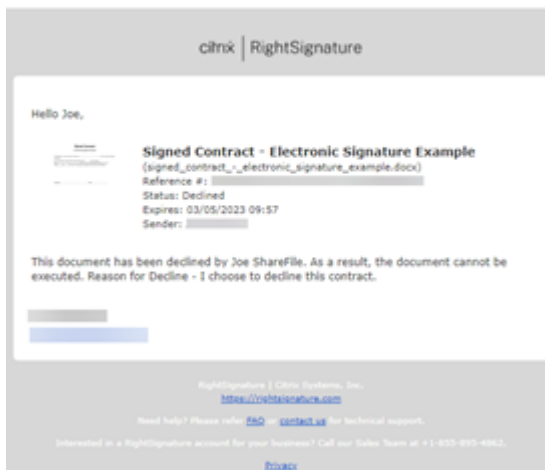 citrix | RightSignature
Hello Joe,
Signed Contract - Electronic Signature Example
(signed_contract_-_electronic_signature_example.docx)
Reference #:
Status: Declined
Expires: 03/05/2023 09:57
Sender:
This document has been declined by Joe ShareFile. As a result, the document cannot be
executed. Reason for Decline - I choose to decline this contract.
RightSignature | Citrix Systems, Inc.
https://rightsignature.com
Need help? Please refer FAQ or contact us for technical support.
Interested in a RightSignature account for your business? Call our Sales Team at +1-855-895-4862.
Privacy